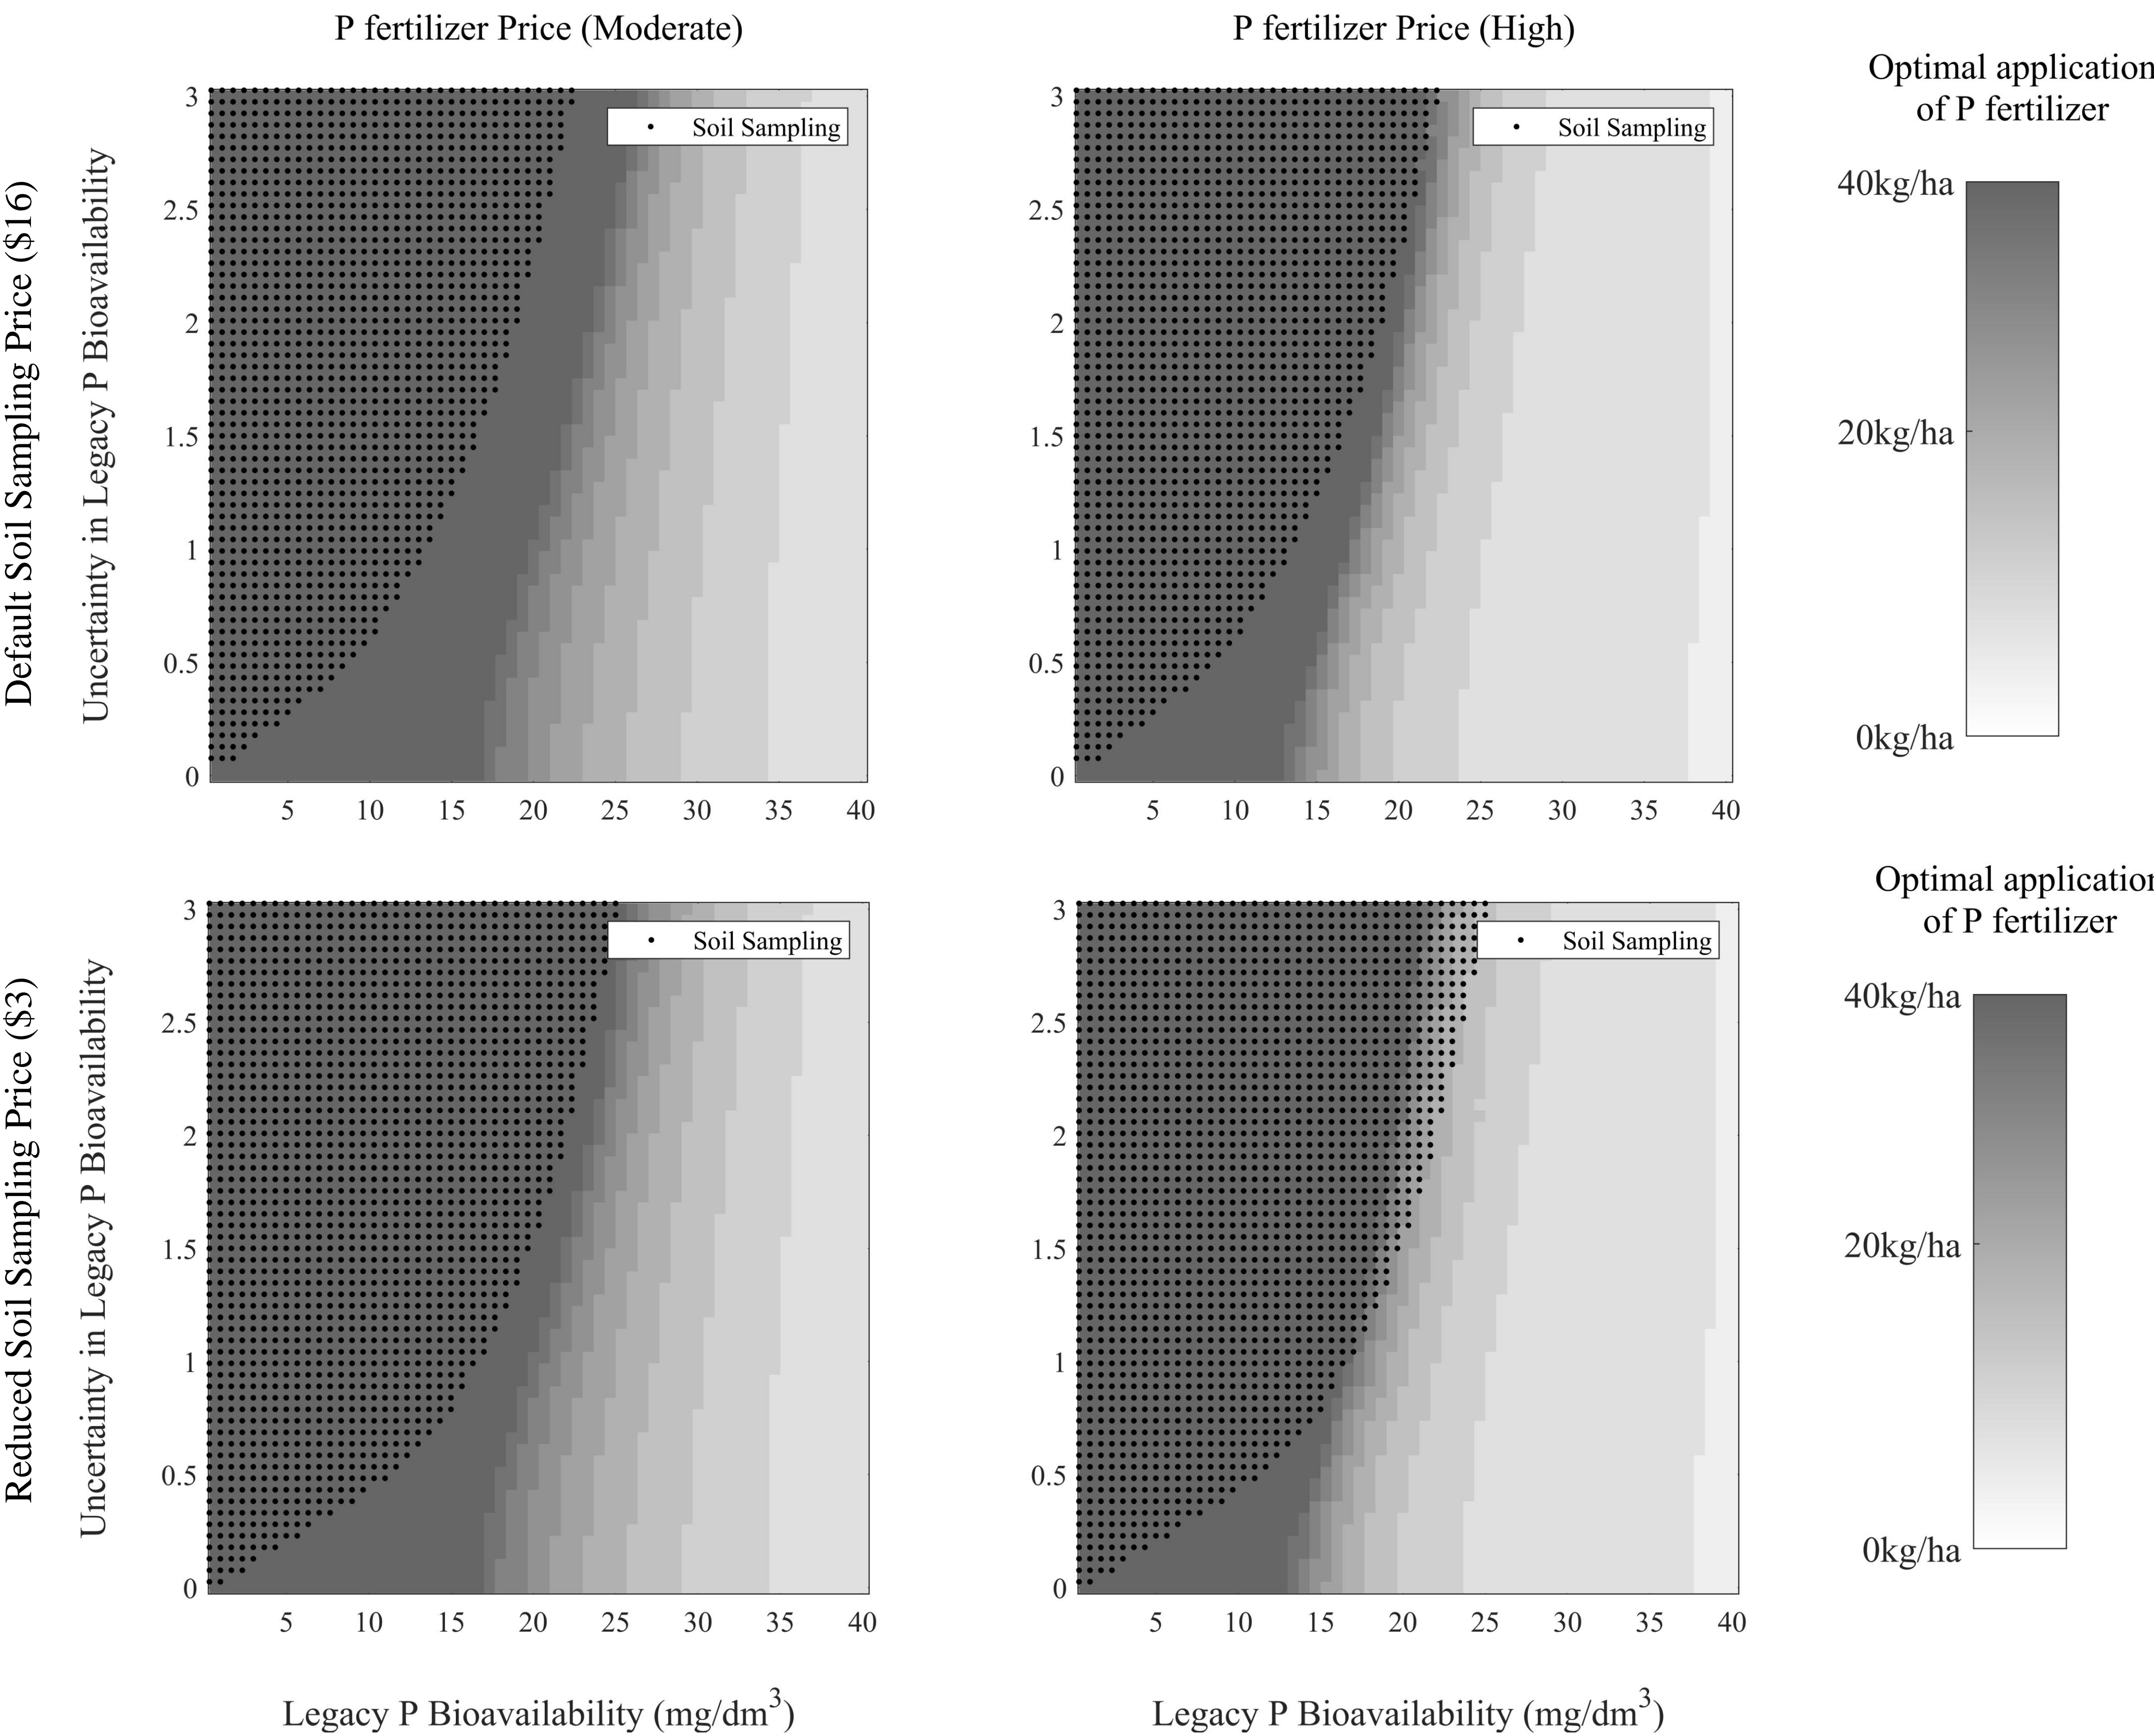 P fertilizer Price (Moderate)
P fertilizer Price (High)
Optimal application
of P fertilizer
Default Soil Sampling Price ($16)
Uncertainty in Legacy P Bioavailability
3
2.5
2
1.5
1
0.5
0
Soil Sampling
5 10 15 20 25 30 35 40
3
2.5
2
1.5
1
0.5
0
Soil Sampling
5 10 15 20 25 30 35 40
40kg/ha
20kg/ha
0kg/ha
Reduced Soil Sampling Price ($3)
Uncertainty in Legacy P Bioavailability
3
2.5
2
1.5
1
0.5
0
Soil Sampling
5 10 15 20 25 30 35 40
Legacy P Bioavailability (mg/dm³)
3
2.5
2
1.5
1
0.5
0
Soil Sampling
5 10 15 20 25 30 35 40
Legacy P Bioavailability (mg/dm³)
Optimal application
of P fertilizer
40kg/ha
20kg/ha
0kg/ha